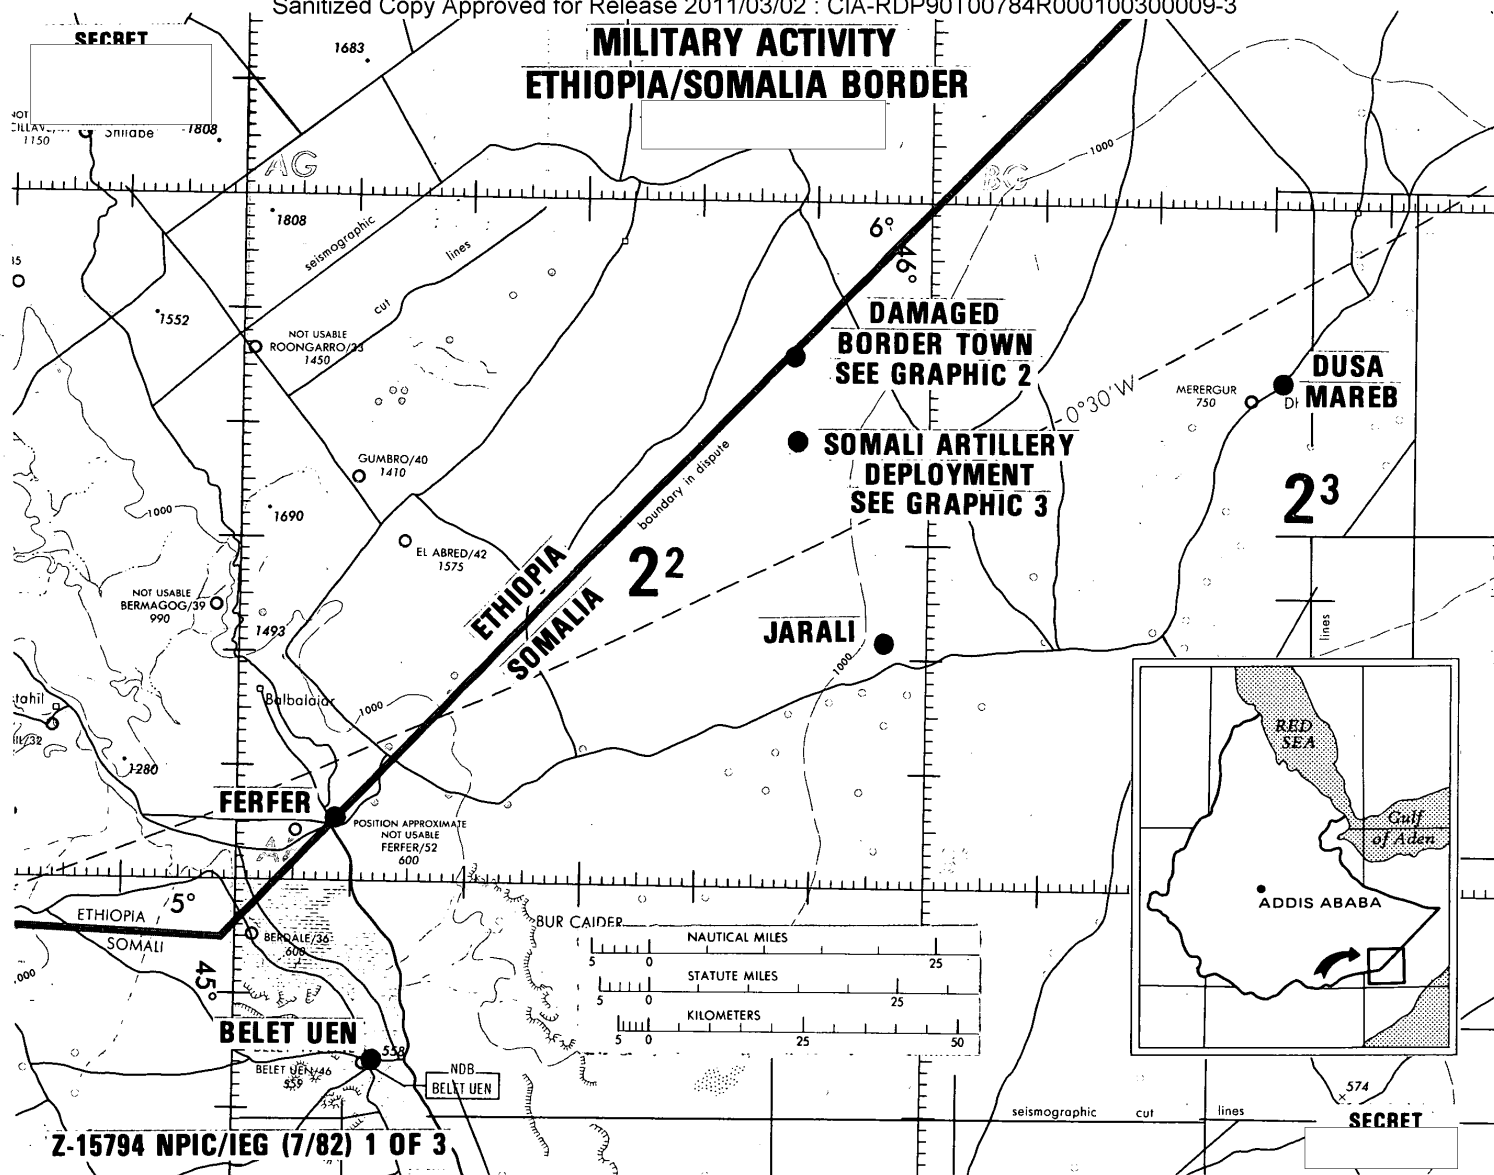 Sanitized Copy Approved for Release 2011/03/02 : CIA-RDP90T00784R000100300009-3
SECRET
MILITARY ACTIVITY
ETHIOPIA/SOMALIA BORDER
1683
1150
Shilabe
1808
AG
BG
1000
1808
seismographic
lines
cut
6°
46°
1552
NOT USABLE
ROONGARRO/35
1450
DAMAGED
BORDER TOWN
SEE GRAPHIC 2
DUSA
MAREB
MERERGUR
750
0°30'W
GUMBRO/40
1410
SOMALI ARTILLERY
DEPLOYMENT
SEE GRAPHIC 3
boundary in dispute
1000
1690
2³
EL ABRED/42
1575
2²
ETHIOPIA
SOMALIA
NOT USABLE
BERMAGOG/39
990
1493
JARALI
1000
lines
Balbalaiar
1000
tahil
1280
RED
SEA
Gulf
of Aden
ADDIS ABABA
FERFER
POSITION APPROXIMATE
NOT USABLE
FERFER/52
600
5°
ETHIOPIA
SOMALI
45°
BERDALE/36
600
BUR CAIDER
NAUTICAL MILES
5 0 25
STATUTE MILES
5 0 25
KILOMETERS
5 0 25 50
BELET UEN
558
BELET UEN/46
559
NDB
BELET UEN
574
seismographic cut lines
SECRET
Z-15794 NPIC/IEG (7/82) 1 OF 3